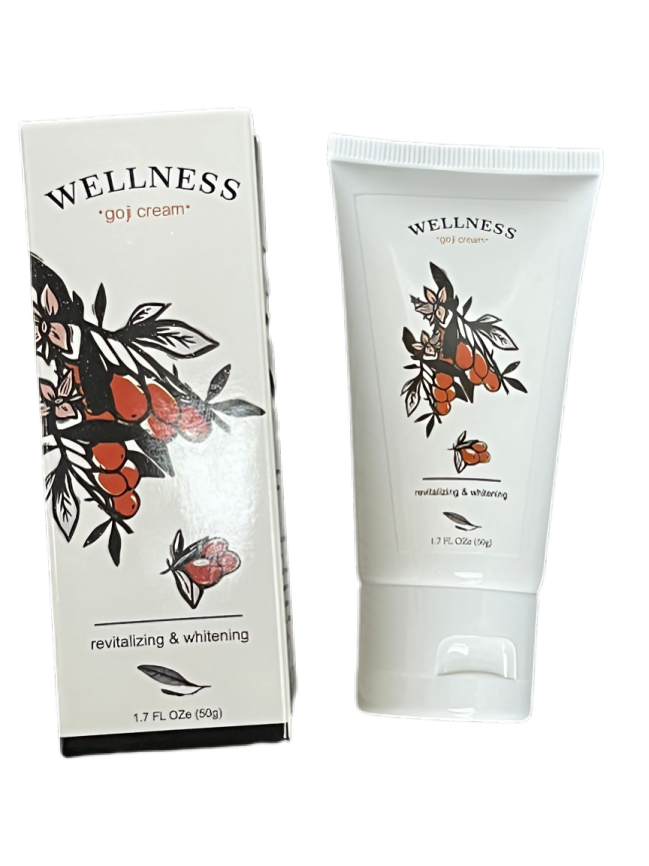 WELLNESS
•goji cream•
revitalizing & whitening
1.7 FL OZe (50g)
WELLNESS
•goji cream•
revitalizing & whitening
1.7 FL OZe (50g)